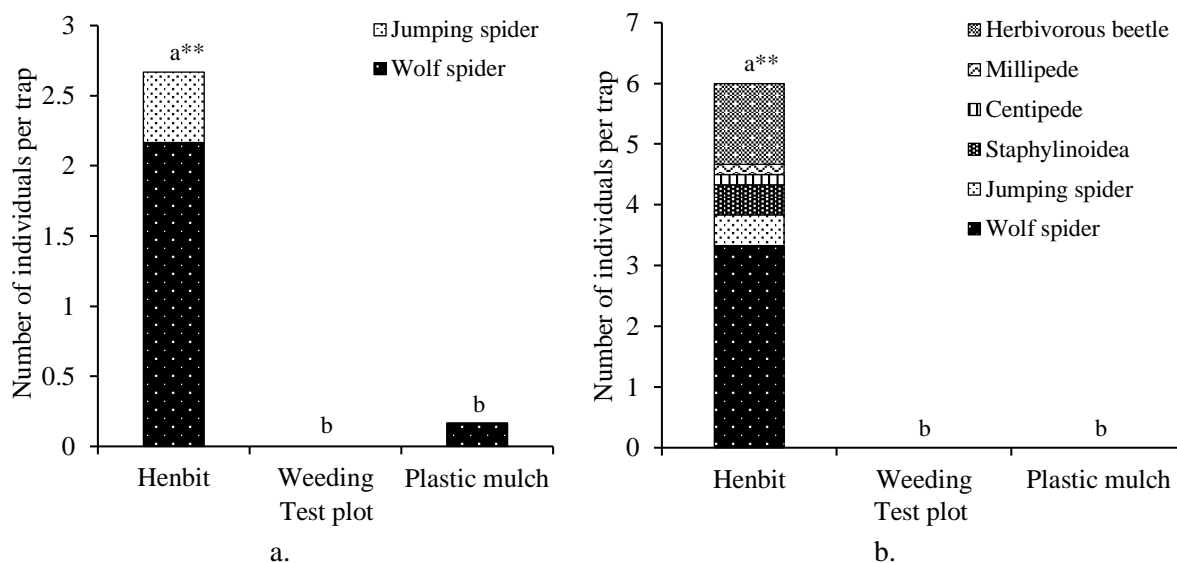 Number of individuals per trap
3
2.5
2
1.5
1
0.5
0
Jumping spider
Wolf spider
a**
b
b
Henbit
Weeding
Plastic mulch
Test plot
a.
Number of individuals per trap
7
6
5
4
3
2
1
0
Herbivorous beetle
Millipede
Centipede
Staphylinoidea
Jumping spider
Wolf spider
a**
b
b
Henbit
Weeding
Plastic mulch
Test plot
b.